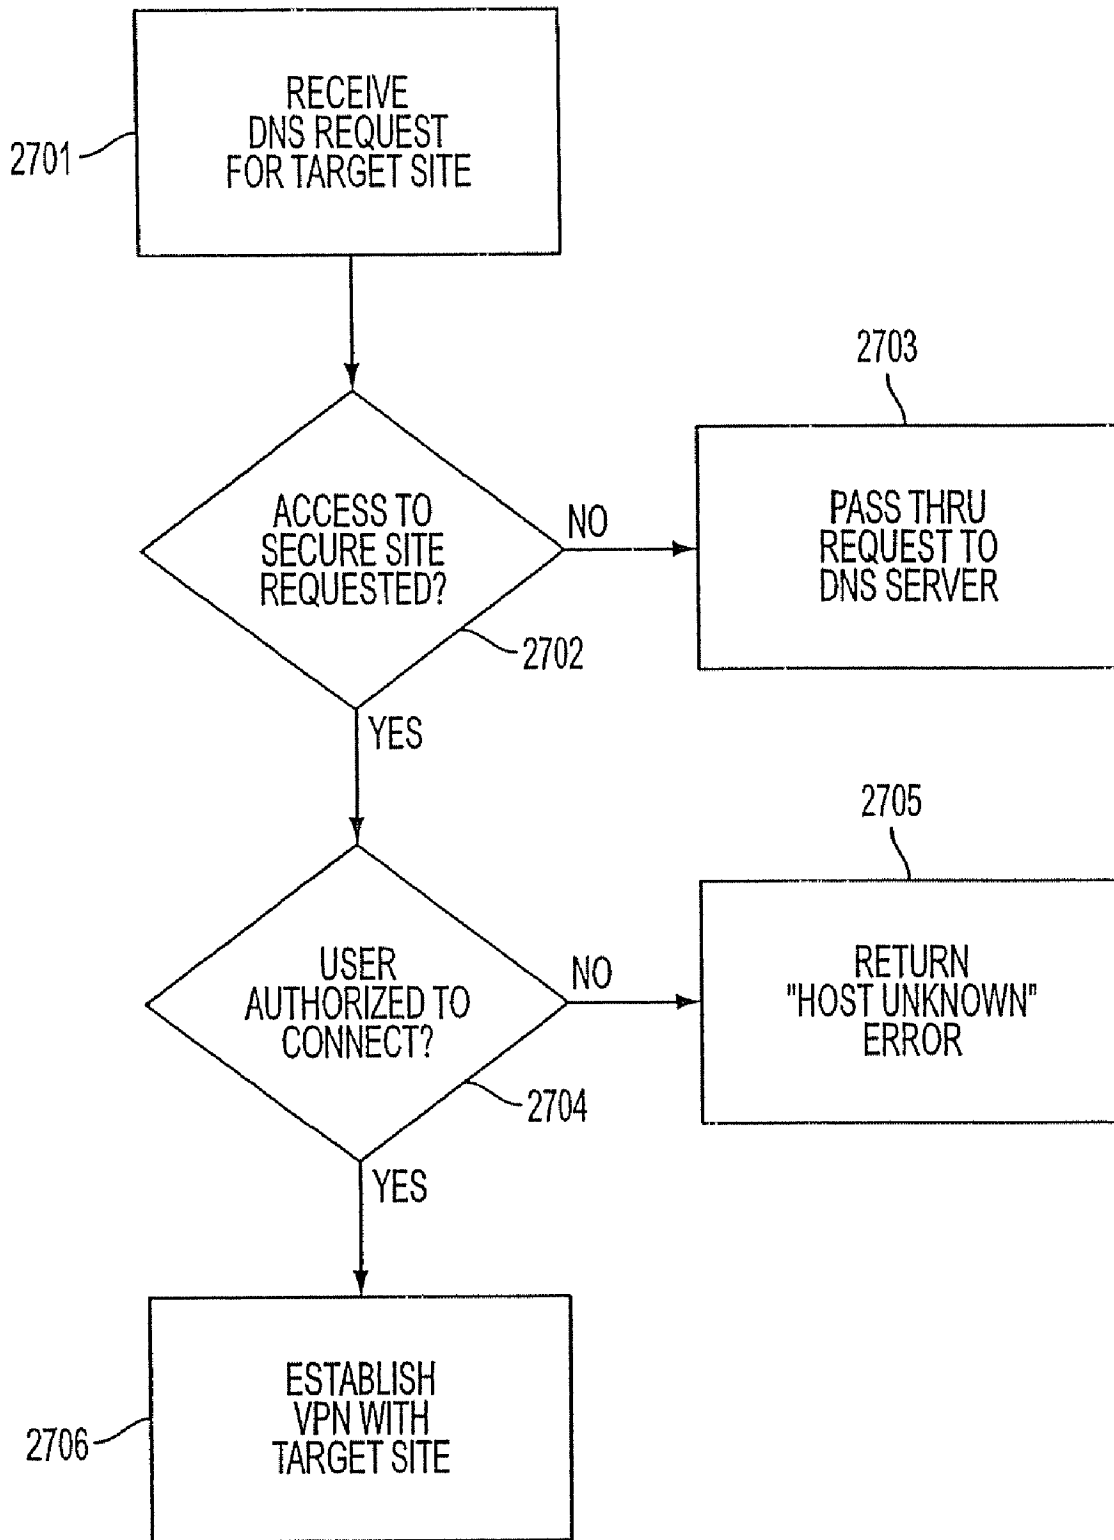 RECEIVE
DNS REQUEST
FOR TARGET SITE
2701
2703
ACCESS TO
SECURE SITE
REQUESTED?
NO
PASS THRU
REQUEST TO
DNS SERVER
2702
YES
2705
USER
AUTHORIZED TO
CONNECT?
NO
RETURN
"HOST UNKNOWN"
ERROR
2704
YES
ESTABLISH
VPN WITH
TARGET SITE
2706